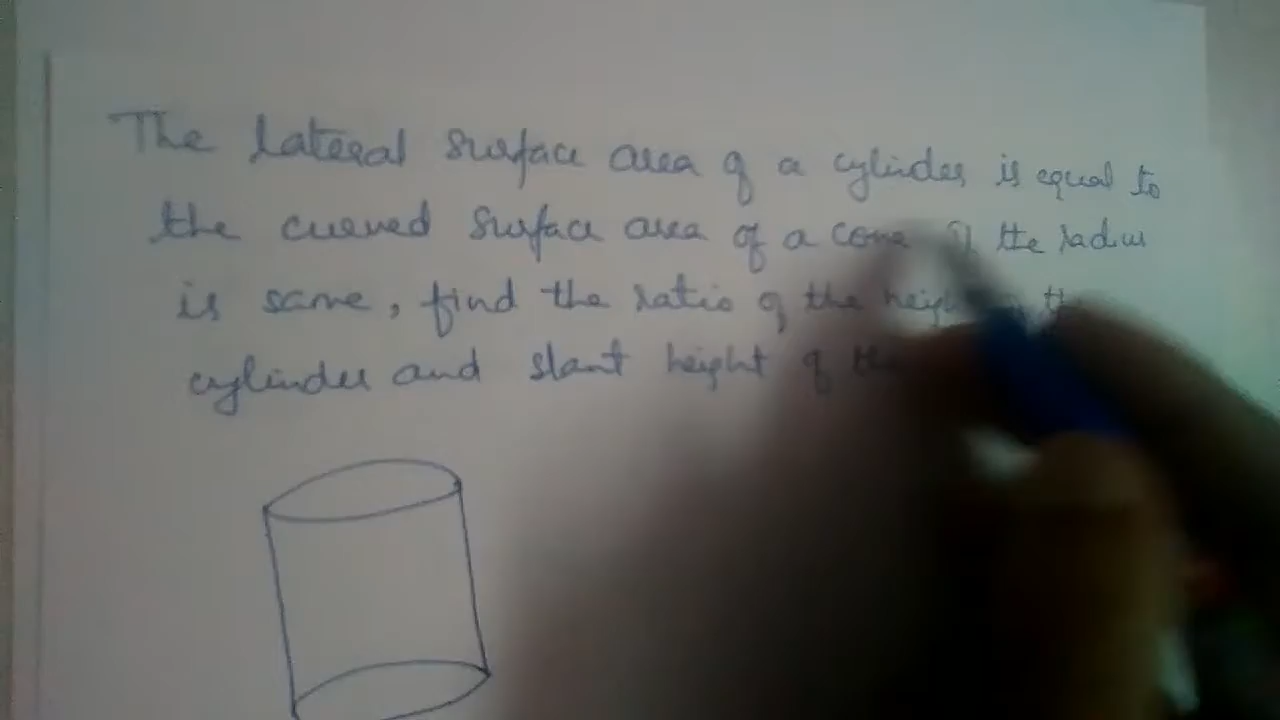 The lateral surface area of a cylinder is equal to
the curved surface area of a cone If the radius
is same, find the ratio of the
cylinder and slant height of